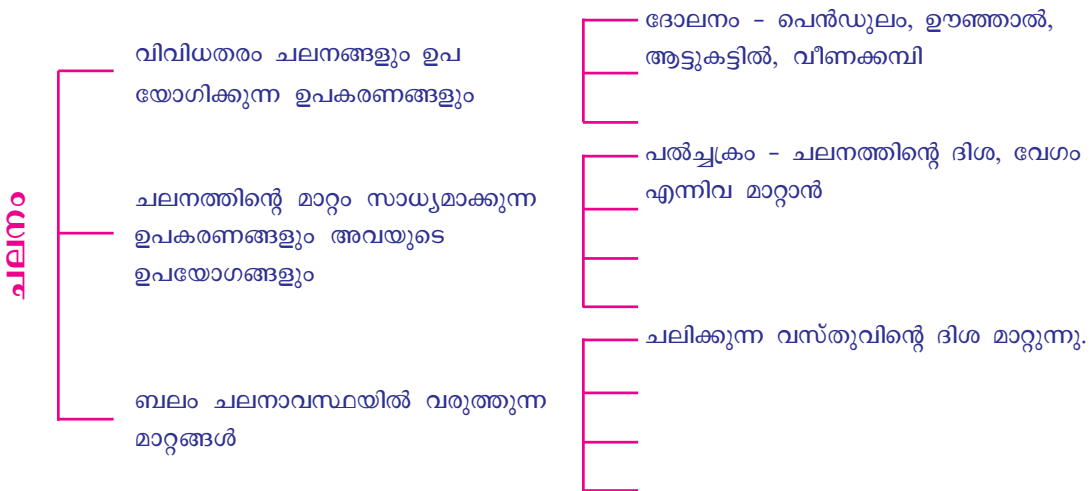 ചലനം
വിവിധതരം ചലനങ്ങളും ഉപ
യോഗിക്കുന്ന ഉപകരണങ്ങളും
ദോലനം - പെൻഡുലം, ഊഞ്ഞാൽ,
ആട്ടുകട്ടിൽ, വീണക്കമ്പി
ചലനത്തിന്റെ മാറ്റം സാധ്യമാക്കുന്ന
ഉപകരണങ്ങളും അവയുടെ
ഉപയോഗങ്ങളും
പൽച്ചക്രം - ചലനത്തിന്റെ ദിശ, വേഗം
എന്നിവ മാറ്റാൻ
ബലം ചലനാവസ്ഥയിൽ വരുത്തുന്ന
മാറ്റങ്ങൾ
ചലിക്കുന്ന വസ്തുവിന്റെ ദിശ മാറ്റുന്നു.